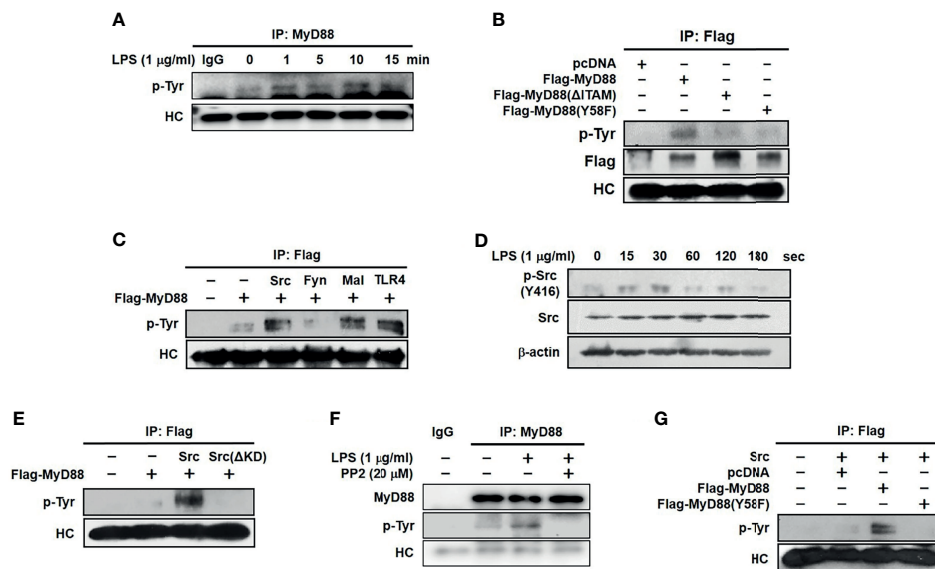 A
IP: MyD88
LPS (1 µg/ml) IgG 0 1 5 10 15 min
p-Tyr
HC
B
IP: Flag
pcDNA + – – –
Flag-MyD88 – + – –
Flag-MyD88(ΔITAM) – – + –
Flag-MyD88(Y58F) – – – +
p-Tyr
Flag
HC
C
IP: Flag
Src Fyn Mal TLR4
Flag-MyD88 – + + + + +
– –
p-Tyr
HC
D
LPS (1 µg/ml) 0 15 30 60 120 180 sec
p-Src
(Y416)
Src
β-actin
E
IP: Flag
– – Src Src(ΔKD)
Flag-MyD88 – + + +
p-Tyr
HC
F
IgG IP: MyD88
LPS (1 µg/ml) – – + +
PP2 (20 µM) – – – +
MyD88
p-Tyr
HC
G
IP: Flag
Src – + + +
pcDNA – + – –
Flag-MyD88 – – + –
Flag-MyD88(Y58F) – – – +
p-Tyr
HC